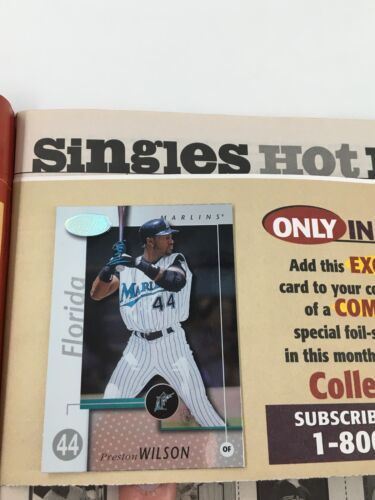 Singles HOT
MARLINS
Florida
MARLINS
44
44
Preston WILSON
OF
ONLY IN
Add this EXC
card to your co
of a COM
special foil-s
in this month
Colle
SUBSCRIB
1-800